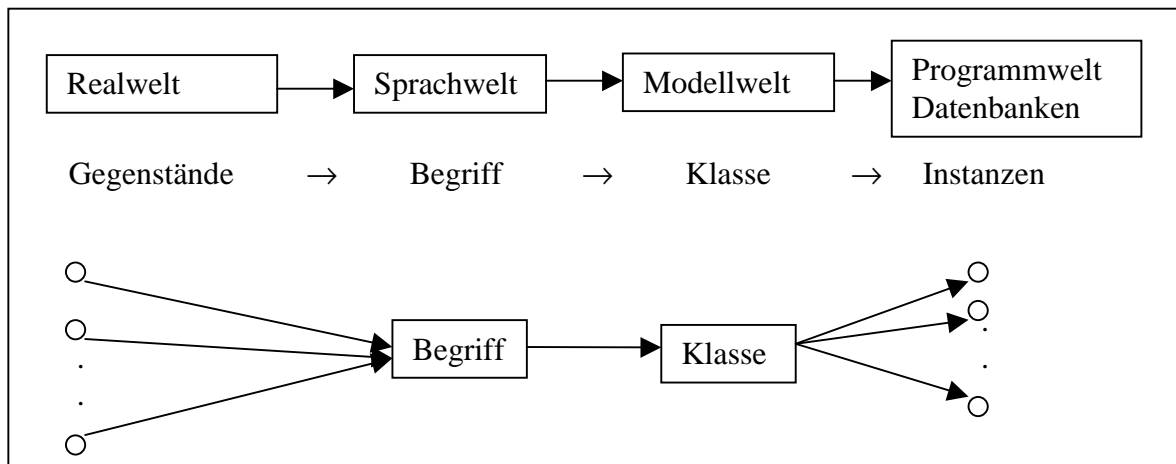 Realwelt
Sprachwelt
Modellwelt
Programmwelt
Datenbanken
Gegenstände → Begriff → Klasse → Instanzen
Begriff
Klasse